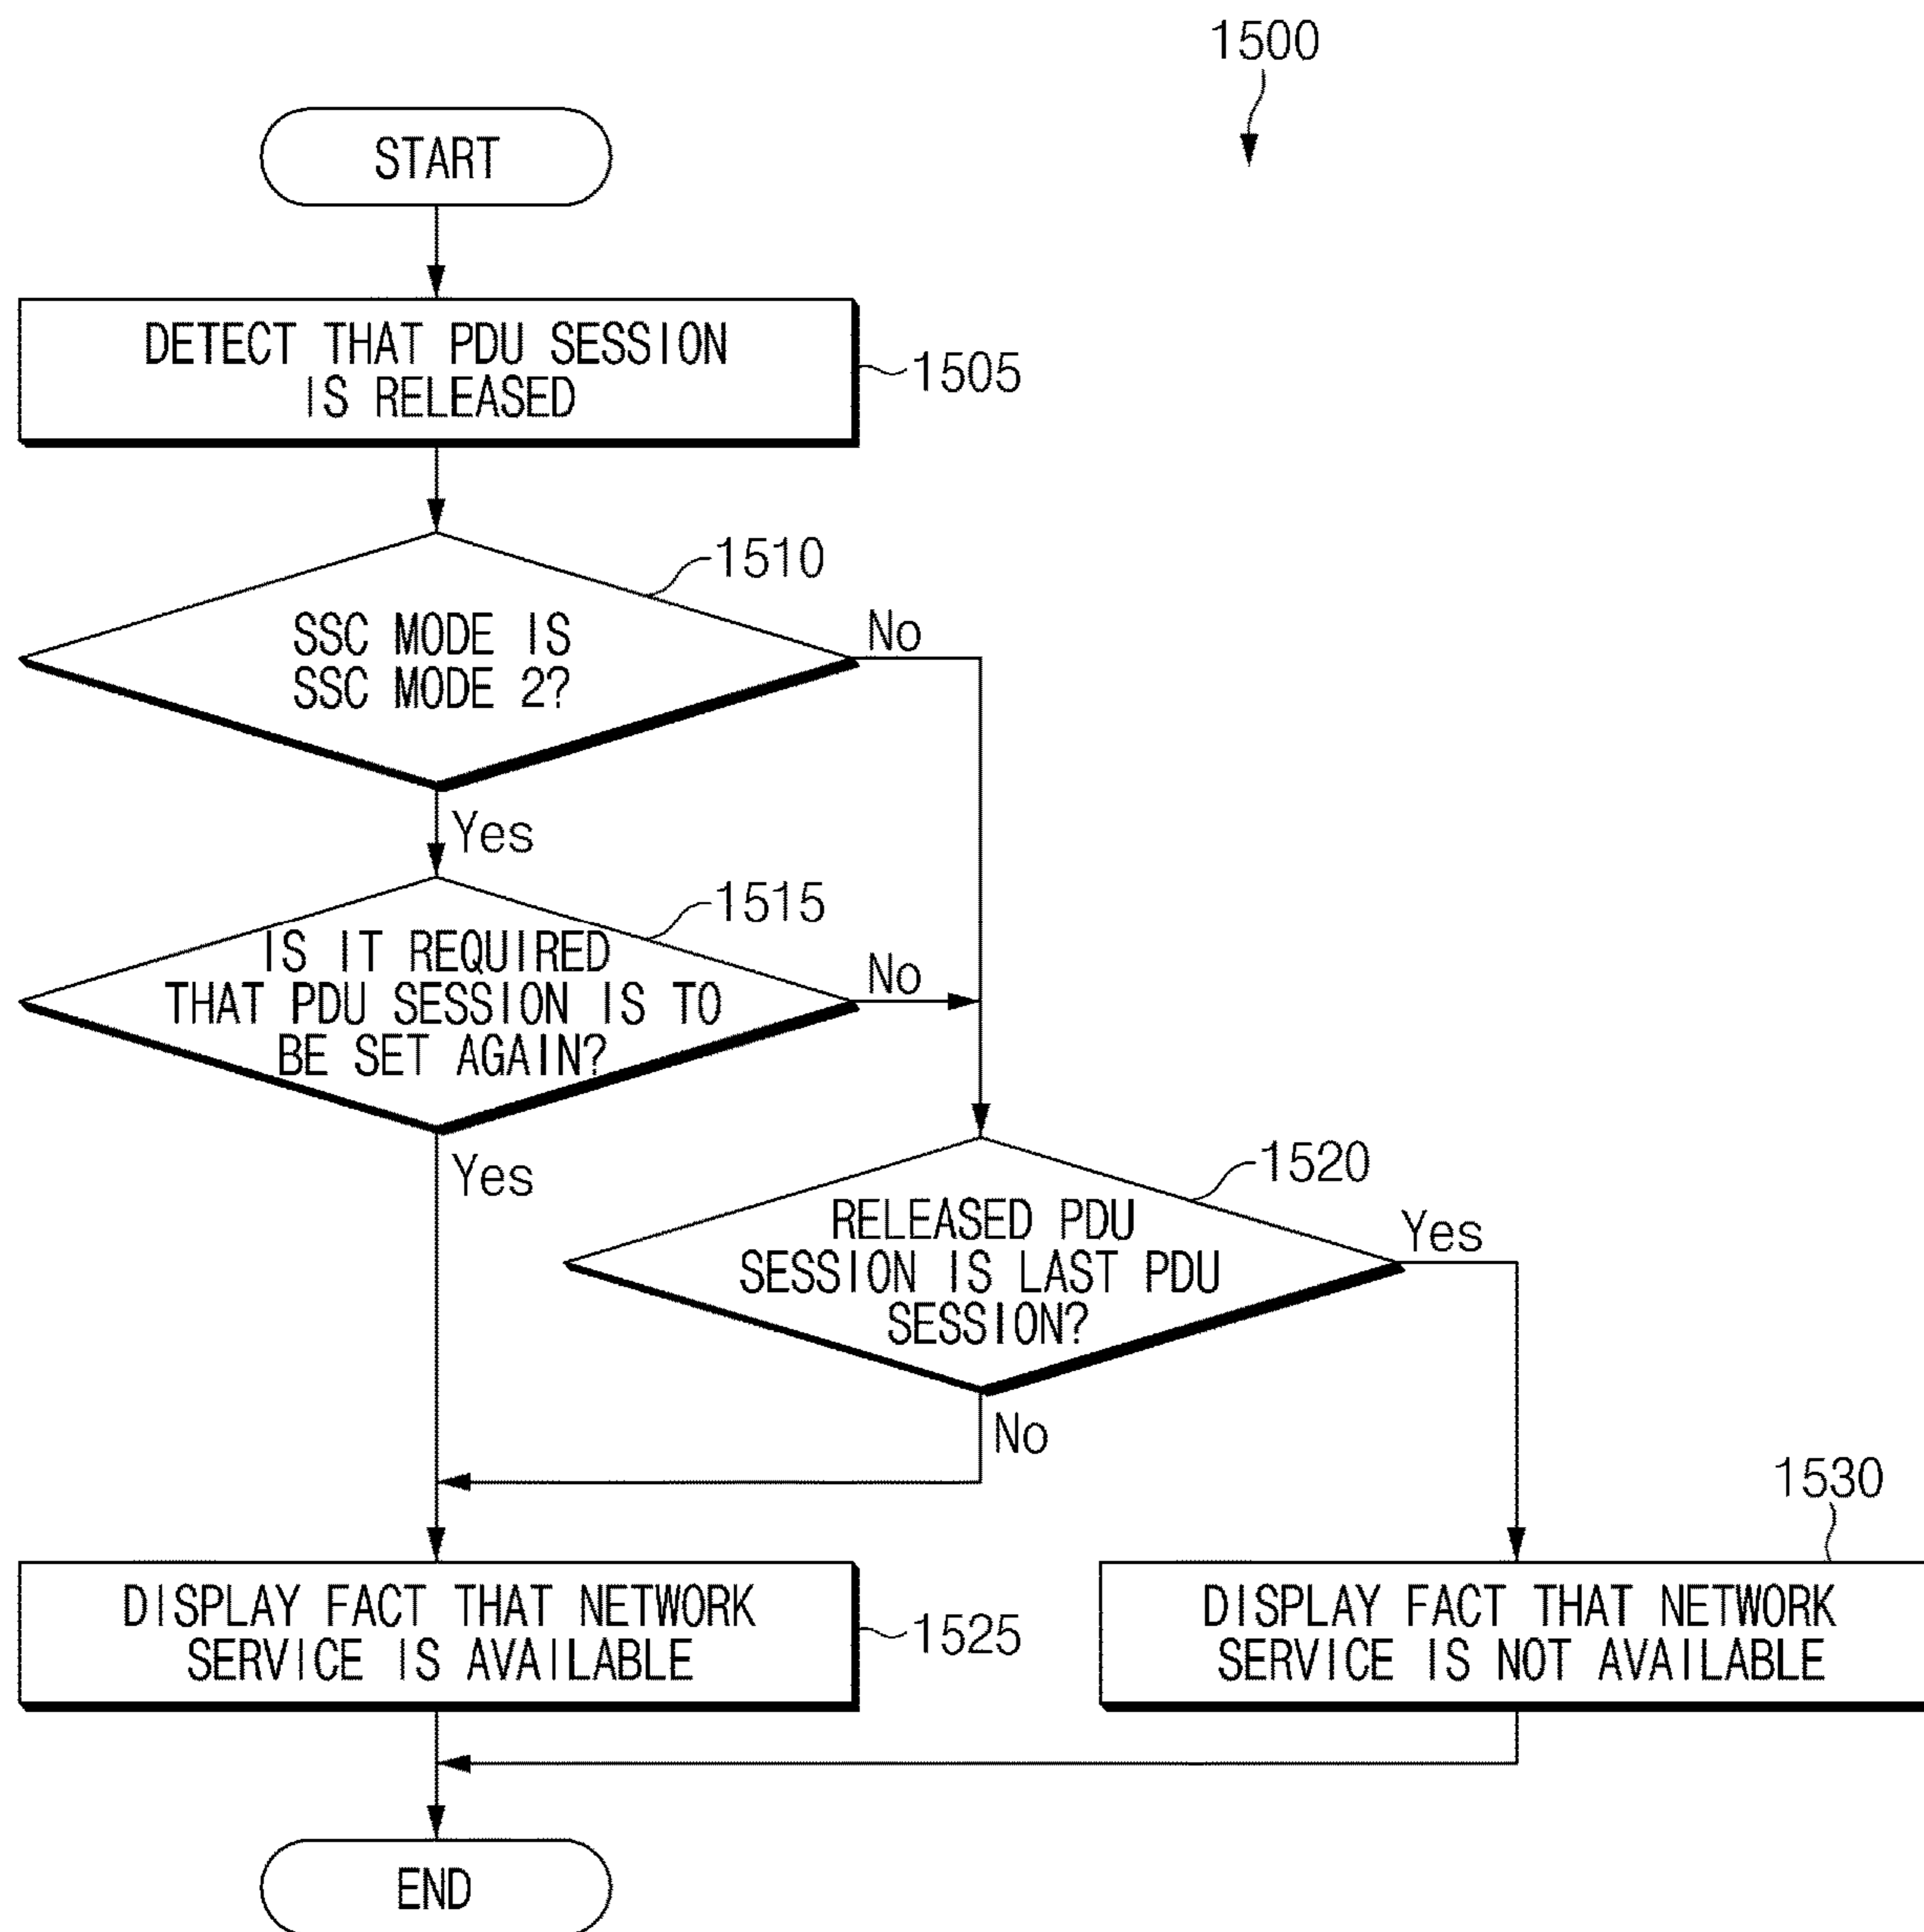 1500
START
DETECT THAT PDU SESSION
IS RELEASED
1505
1510
SSC MODE IS
SSC MODE 2?
No
Yes
1515
IS IT REQUIRED
THAT PDU SESSION IS TO
BE SET AGAIN?
No
Yes
1520
RELEASED PDU
SESSION IS LAST PDU
SESSION?
Yes
No
1530
DISPLAY FACT THAT NETWORK
SERVICE IS AVAILABLE
1525
DISPLAY FACT THAT NETWORK
SERVICE IS NOT AVAILABLE
END